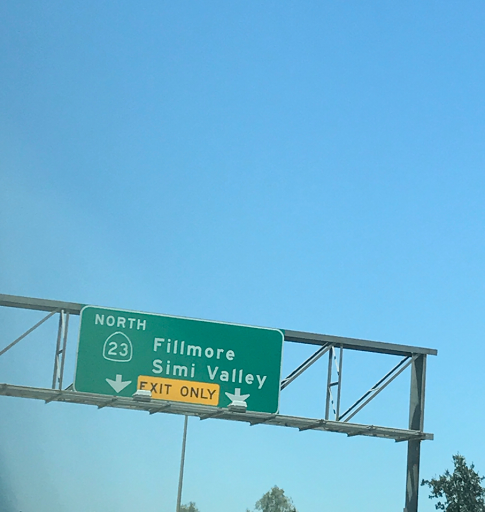 NORTH
23
Fillmore
Simi Valley
EXIT ONLY